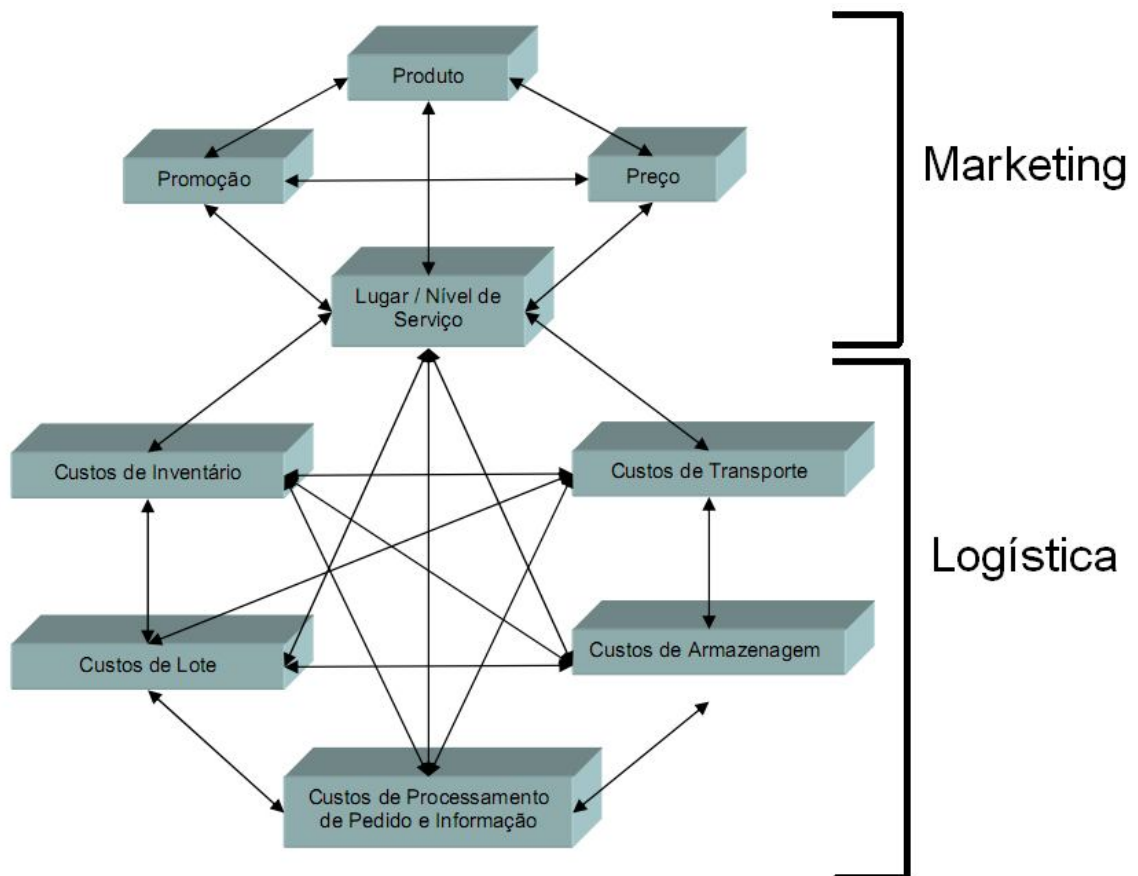 Produto
Promoção
Preço
Marketing
Lugar / Nível de
Serviço
Custos de Inventário
Custos de Transporte
Logística
Custos de Lote
Custos de Armazenagem
Custos de Processamento
de Pedido e Informação